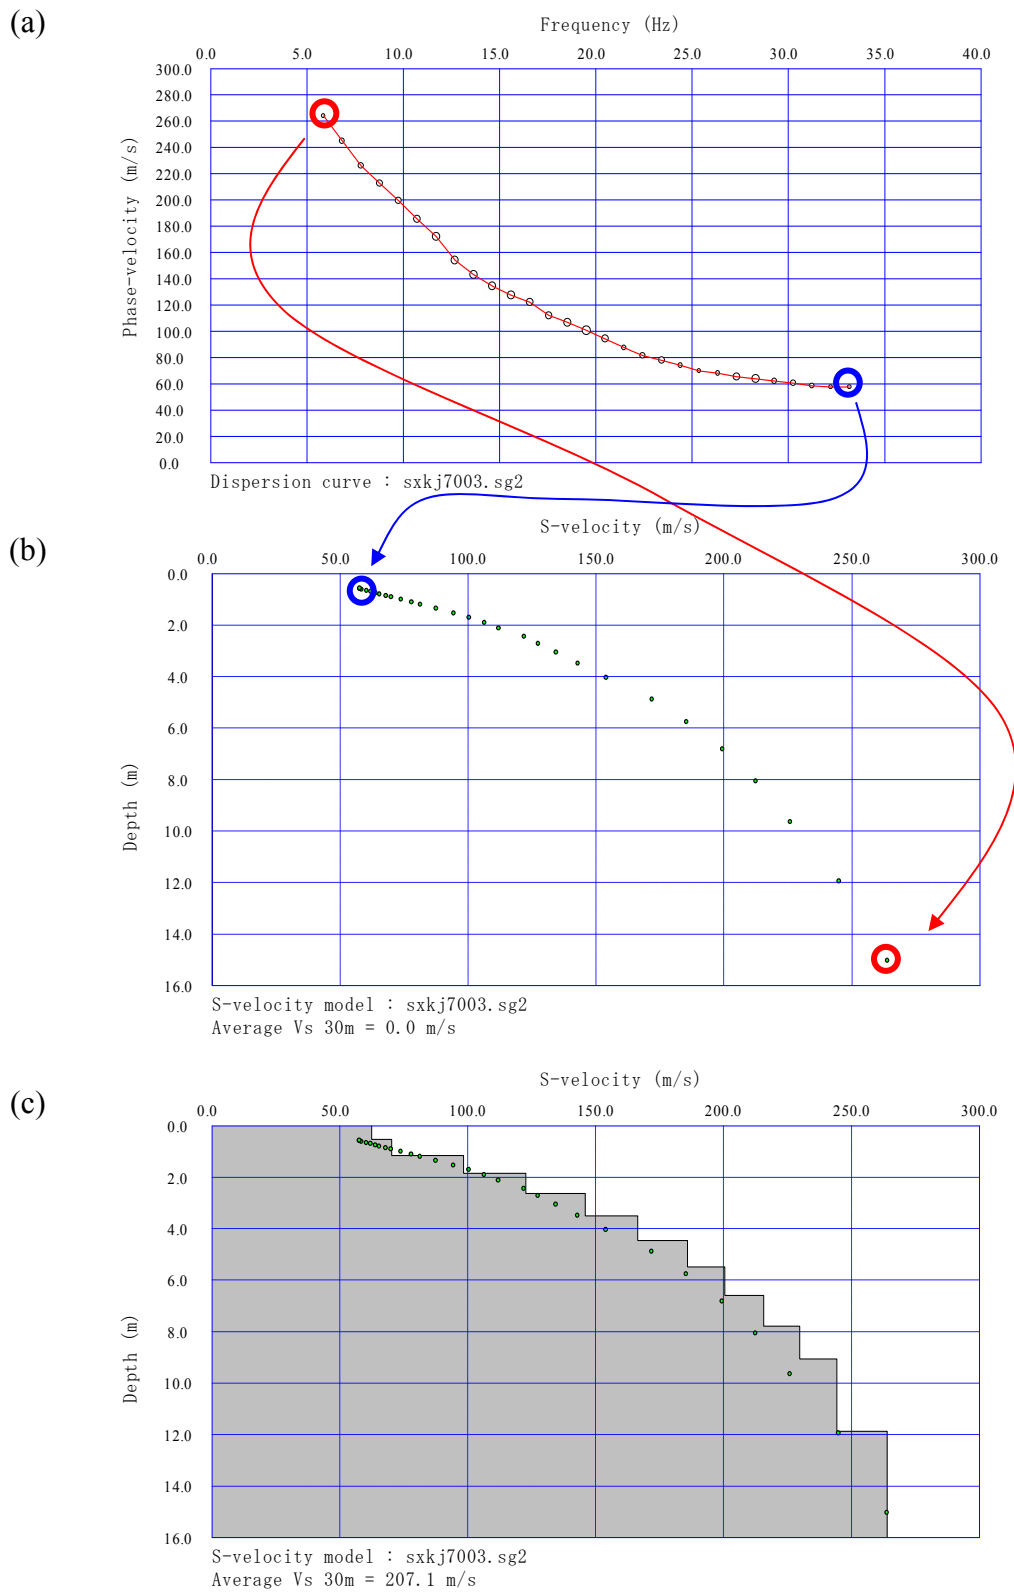 (a)
Frequency (Hz)
0.0 5.0 10.0 15.0 20.0 25.0 30.0 35.0 40.0
Phase-velocity (m/s)
300.0
280.0
260.0
240.0
220.0
200.0
180.0
160.0
140.0
120.0
100.0
80.0
60.0
40.0
20.0
0.0
Dispersion curve : sxkj7003.sg2
(b)
S-velocity (m/s)
0.0 50.0 100.0 150.0 200.0 250.0 300.0
Depth (m)
0.0
2.0
4.0
6.0
8.0
10.0
12.0
14.0
16.0
S-velocity model : sxkj7003.sg2
Average Vs 30m = 0.0 m/s
(c)
S-velocity (m/s)
0.0 50.0 100.0 150.0 200.0 250.0 300.0
Depth (m)
0.0
2.0
4.0
6.0
8.0
10.0
12.0
14.0
16.0
S-velocity model : sxkj7003.sg2
Average Vs 30m = 207.1 m/s